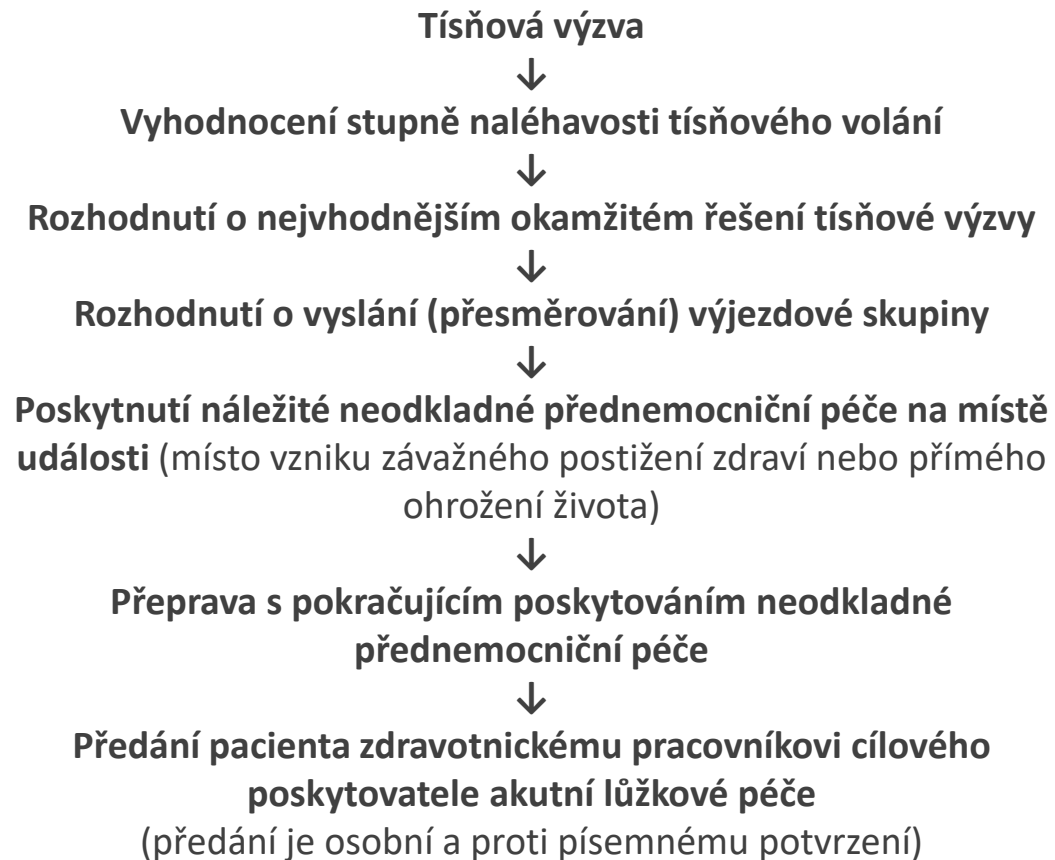 Tísňová výzva
↓
Vyhodnocení stupně naléhavosti tísňového volání
↓
Rozhodnutí o nejvhodnějším okamžitém řešení tísňové výzvy
↓
Rozhodnutí o vyslání (přesměrování) výjezdové skupiny
↓
Poskytnutí náležité neodkladné přednemocniční péče na místě
události (místo vzniku závažného postižení zdraví nebo přímého
ohrožení života)
↓
Přeprava s pokračujícím poskytováním neodkladné
přednemocniční péče
↓
Předání pacienta zdravotnickému pracovníkovi cílového
poskytovatele akutní lůžkové péče
(předání je osobní a proti písemnému potvrzení)